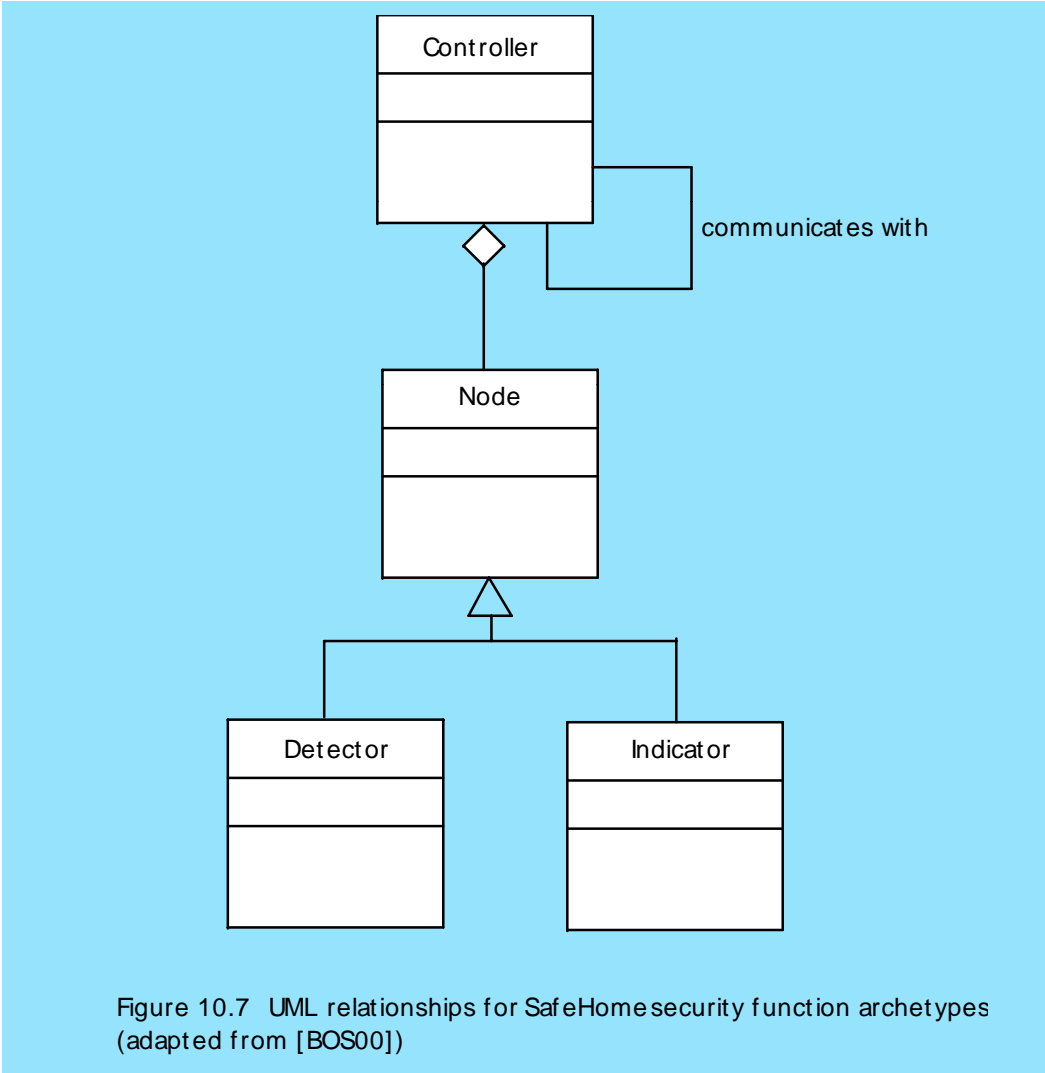 Controller
communicates with
Node
Detector
Indicator
Figure 10.7 UML relationships for SafeHome security function archetypes
(adapted from [BOS00])